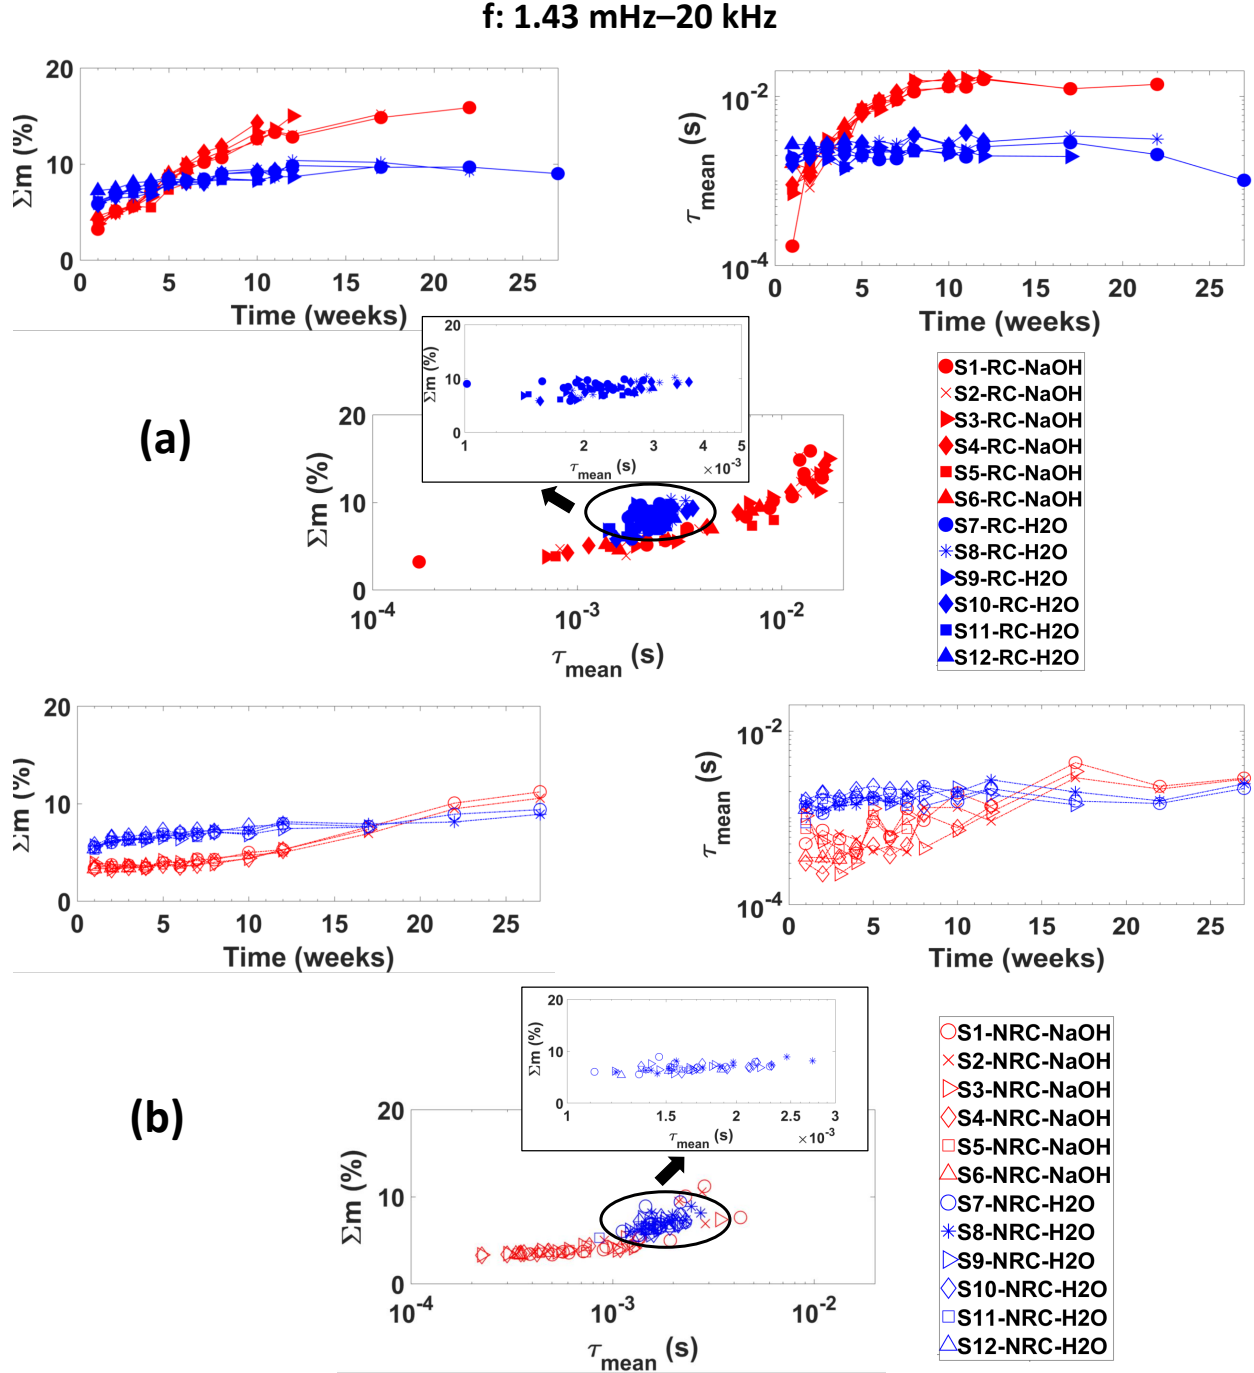 f: 1.43 mHz–20 kHz
20
10
0
Σm (%)
0
5
10
15
20
25
Time (weeks)
10-2
10-4
τmean (s)
0
5
10
15
20
25
Time (weeks)
(a)
20
10
0
Σm (%)
1
2
3
4
5
τmean (s)
×10-3
20
10
0
Σm (%)
10-4
10-3
10-2
τmean (s)
S1-RC-NaOH
S2-RC-NaOH
S3-RC-NaOH
S4-RC-NaOH
S5-RC-NaOH
S6-RC-NaOH
S7-RC-H2O
S8-RC-H2O
S9-RC-H2O
S10-RC-H2O
S11-RC-H2O
S12-RC-H2O
20
10
0
Σm (%)
0
5
10
15
20
25
Time (weeks)
10-2
10-4
τmean (s)
0
5
10
15
20
25
Time (weeks)
(b)
20
10
0
Σm (%)
1
1.5
2
2.5
3
τmean (s)
×10-3
20
10
0
Σm (%)
10-4
10-3
10-2
τmean (s)
S1-NRC-NaOH
S2-NRC-NaOH
S3-NRC-NaOH
S4-NRC-NaOH
S5-NRC-NaOH
S6-NRC-NaOH
S7-NRC-H2O
S8-NRC-H2O
S9-NRC-H2O
S10-NRC-H2O
S11-NRC-H2O
S12-NRC-H2O